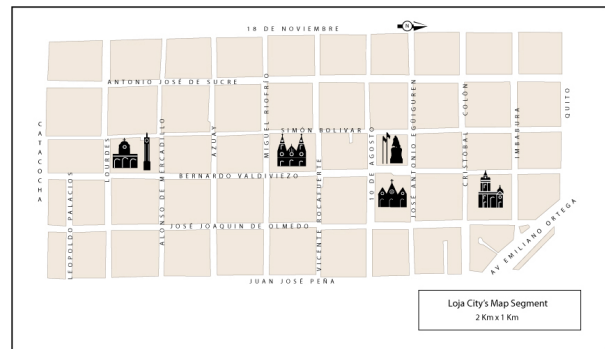 18 DE NOVIEMBRE
N
ANTONIO JOSÉ DE SUCRE
CATACOCHA
LEOPOLDO PALACIOS
LOURDES
ALONSO DE MERCADILLO
AZUAY
MIGUEL RIOFRÍO
SIMÓN BOLIVAR
VICENTE ROCAFUERTE
10 DE AGOSTO
JOSÉ ANTONIO EGUIGUREN
CRISTOBAL COLÓN
IMBABURA
QUITO
BERNARDO VALDIVIEZO
JOSÉ JOAQUIN DE OLMEDO
JUAN JOSÉ PEÑA
AV. EMILIANO ORTEGA
Loja City's Map Segment
2 Km x 1 Km